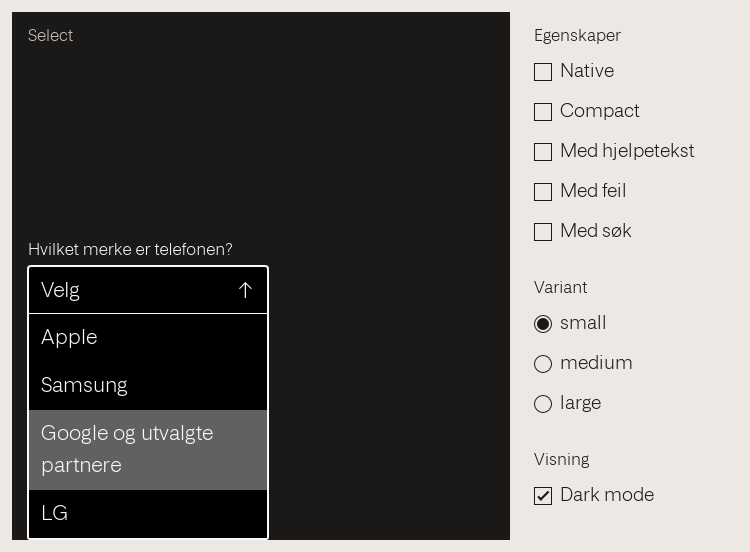 Select
Hvilket merke er telefonen?
Velg
Apple
Samsung
Google og utvalgte
partnere
LG
Egenskaper
Native
Compact
Med hjelpetekst
Med feil
Med søk
Variant
small
medium
large
Visning
Dark mode